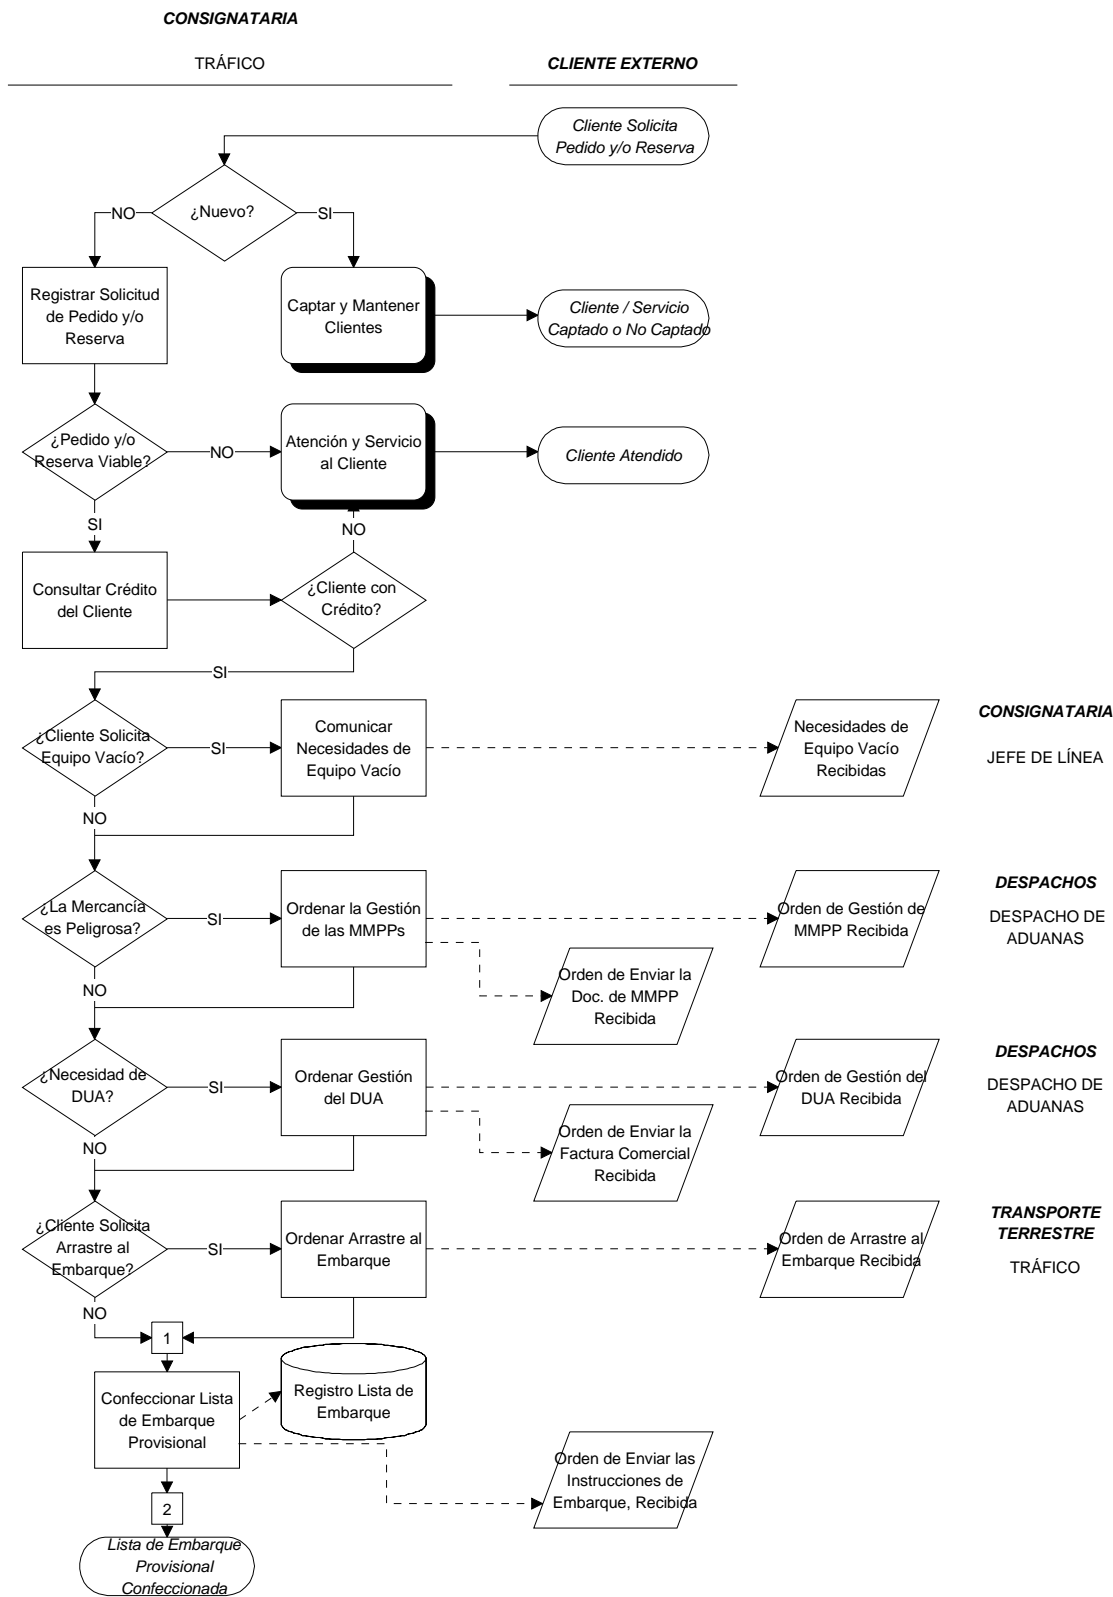 CONSIGNATARIA
TRÁFICO
CLIENTE EXTERNO
Cliente Solicita
Pedido y/o Reserva
¿Nuevo?
NO
SI
Registrar Solicitud
de Pedido y/o
Reserva
Captar y Mantener
Clientes
Cliente / Servicio
Captado o No Captado
¿Pedido y/o
Reserva Viable?
NO
Atención y Servicio
al Cliente
Cliente Atendido
SI
NO
Consultar Crédito
del Cliente
¿Cliente con
Crédito?
SI
¿Cliente Solicita
Equipo Vacío?
SI
Comunicar
Necesidades de
Equipo Vacío
Necesidades de
Equipo Vacío
Recibidas
CONSIGNATARIA
JEFE DE LÍNEA
NO
¿La Mercancía
es Peligrosa?
SI
Ordenar la Gestión
de las MMPPs
Orden de Gestión de
MMPP Recibida
DESPACHOS
DESPACHO DE
ADUANAS
Orden de Enviar la
Doc. de MMPP
Recibida
NO
¿Necesidad de
DUA?
SI
Ordenar Gestión
del DUA
Orden de Gestión del
DUA Recibida
DESPACHOS
DESPACHO DE
ADUANAS
Orden de Enviar la
Factura Comercial
Recibida
NO
¿Cliente Solicita
Arrastre al
Embarque?
SI
Ordenar Arrastre al
Embarque
Orden de Arrastre al
Embarque Recibida
TRANSPORTE
TERRESTRE
TRÁFICO
NO
1
Confeccionar Lista
de Embarque
Provisional
Registro Lista de
Embarque
Orden de Enviar las
Instrucciones de
Embarque, Recibida
2
Lista de Embarque
Provisional
Confeccionada